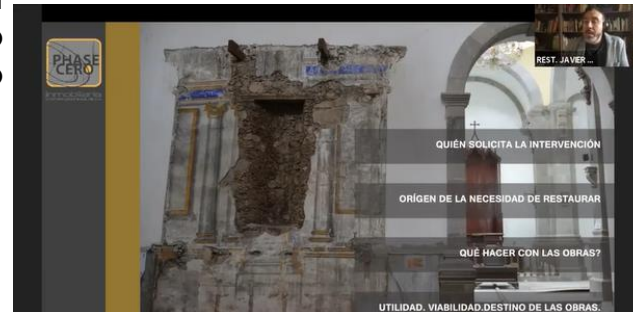 PHASE
CERO
REST. JAVIER ...
QUIÉN SOLICITA LA INTERVENCIÓN
ORÍGEN DE LA NECESIDAD DE RESTAURAR
QUÉ HACER CON LAS OBRAS?
UTILIDAD. VIABILIDAD.DESTINO DE LAS OBRAS.